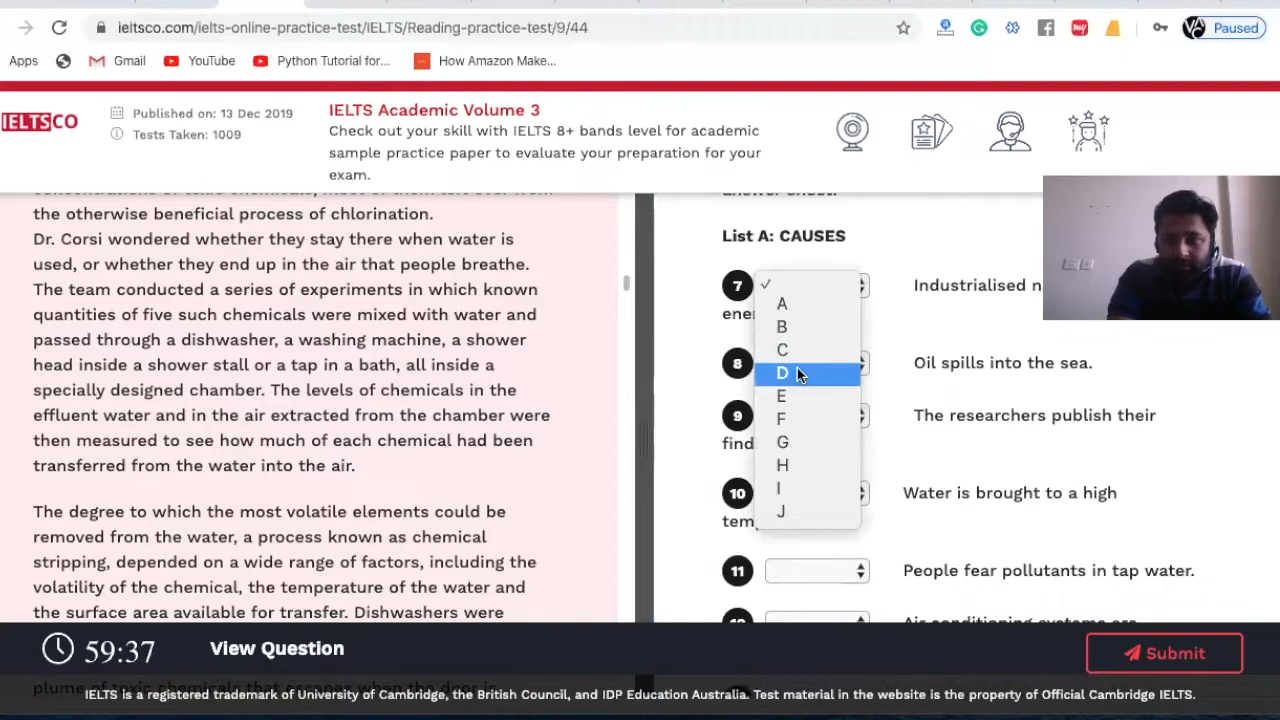 ieltsco.com/ielts-online-practice-test/IELTS/Reading-practice-test/9/44
Paused
Apps
Gmail
YouTube
Python Tutorial for...
How Amazon Make...
IELTSCO
Published on: 13 Dec 2019
Tests Taken: 1009
IELTS Academic Volume 3
Check out your skill with IELTS 8+ bands level for academic
sample practice paper to evaluate your preparation for your
exam.
the otherwise beneficial process of chlorination.
Dr. Corsi wondered whether they stay there when water is
used, or whether they end up in the air that people breathe.
The team conducted a series of experiments in which known
quantities of five such chemicals were mixed with water and
passed through a dishwasher, a washing machine, a shower
head inside a shower stall or a tap in a bath, all inside a
specially designed chamber. The levels of chemicals in the
effluent water and in the air extracted from the chamber were
then measured to see how much of each chemical had been
transferred from the water into the air.
The degree to which the most volatile elements could be
removed from the water, a process known as chemical
stripping, depended on a wide range of factors, including the
volatility of the chemical, the temperature of the water and
the surface area available for transfer. Dishwashers were
List A: CAUSES
7 Industrialised n
ener
8 Oil spills into the sea.
9 The researchers publish their
find
10 Water is brought to a high
tem
11 People fear pollutants in tap water.
A
B
C
D
E
F
G
H
I
J
59:37
View Question
Submit
IELTS is a registered trademark of University of Cambridge, the British Council, and IDP Education Australia. Test material in the website is the property of Official Cambridge IELTS.